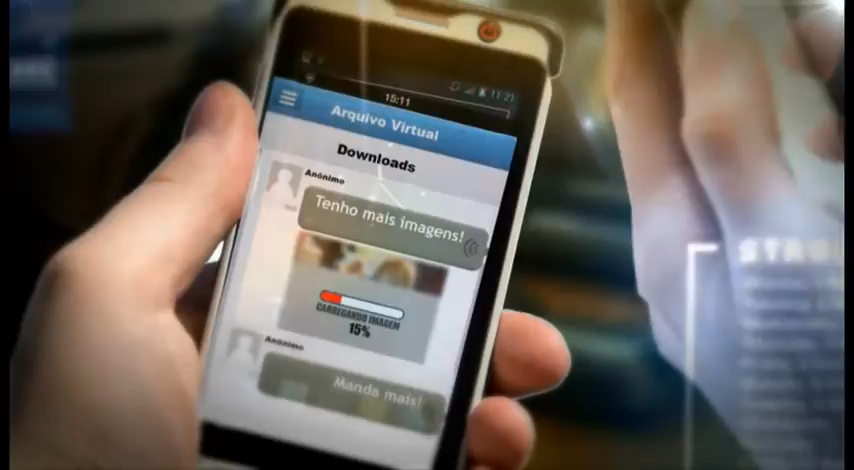 11:21
15:11
Arquivo Virtual
Downloads
Anônimo
Tenho mais imagens!
CARREGANDO IMAGEM
15%
Anônimo
Manda mais!